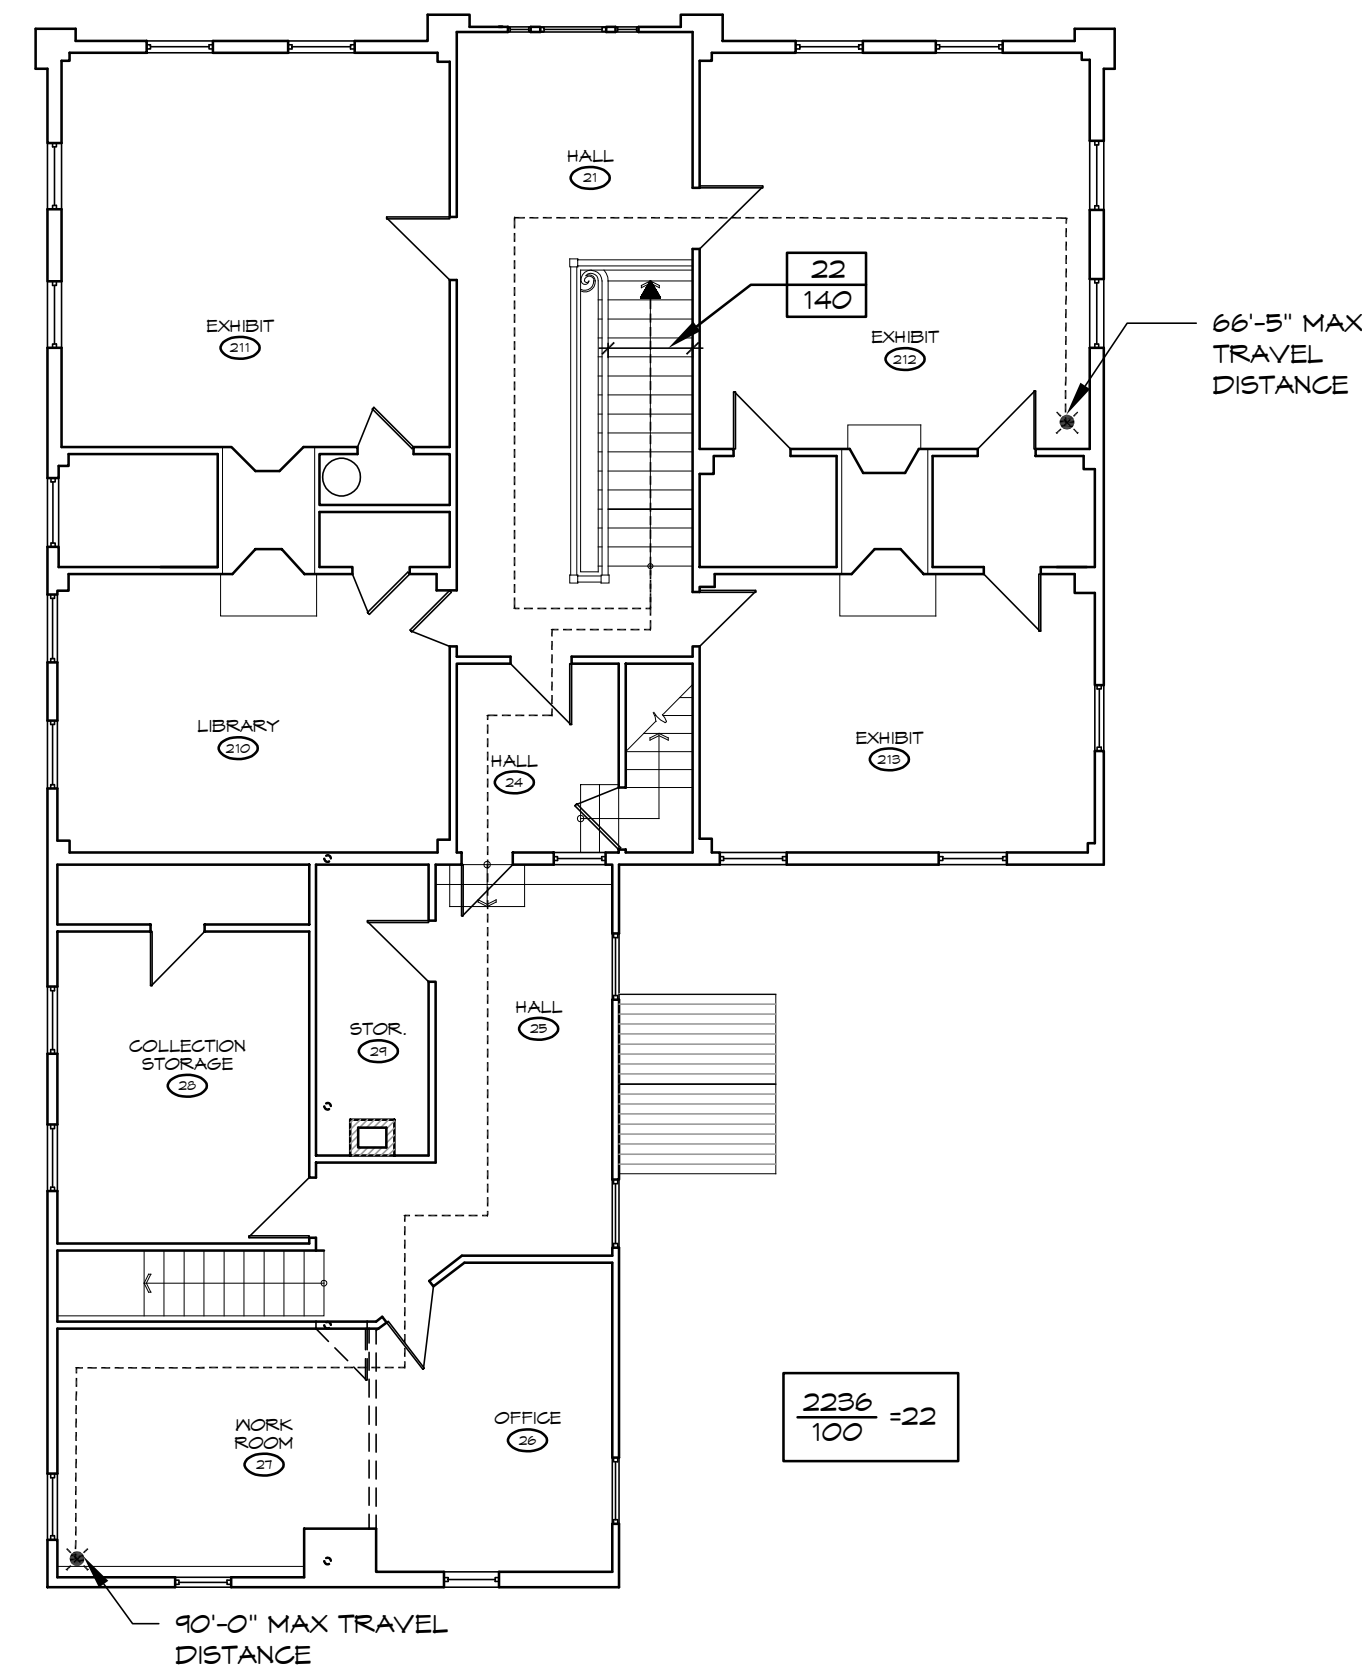 HALL
21
22
140
66'-5" MAX
TRAVEL
DISTANCE
EXHIBIT
211
EXHIBIT
212
LIBRARY
210
HALL
24
EXHIBIT
213
HALL
25
STOR.
29
COLLECTION
STORAGE
28
WORK
ROOM
27
OFFICE
26
2236
100
=22
90'-0" MAX TRAVEL
DISTANCE